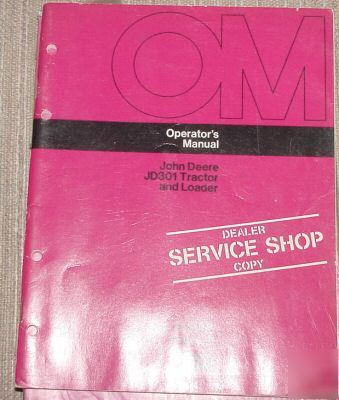 OM
Operator's
Manual
John Deere
JD301 Tractor
and Loader
DEALER
SERVICE SHOP
COPY